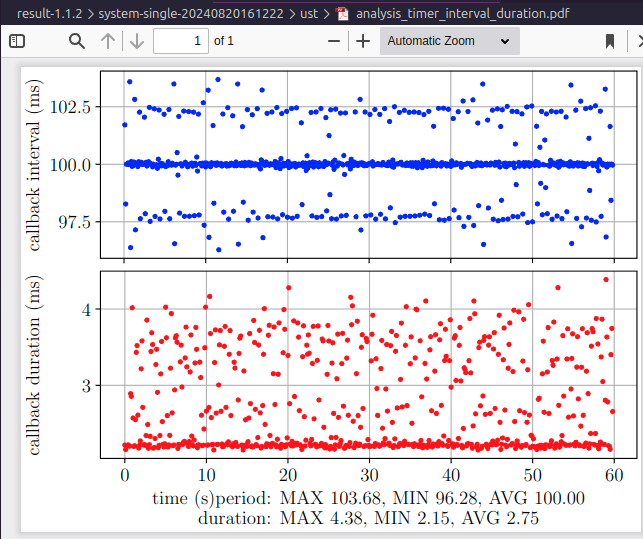 result-1.1.2 > system-single-20240820161222 > ust > analysis_timer_interval_duration.pdf
1 of 1
Automatic Zoom
callback interval (ms)
102.5
100.0
97.5
callback duration (ms)
4
3
0 10 20 30 40 50 60
time (s)period: MAX 103.68, MIN 96.28, AVG 100.00
duration: MAX 4.38, MIN 2.15, AVG 2.75